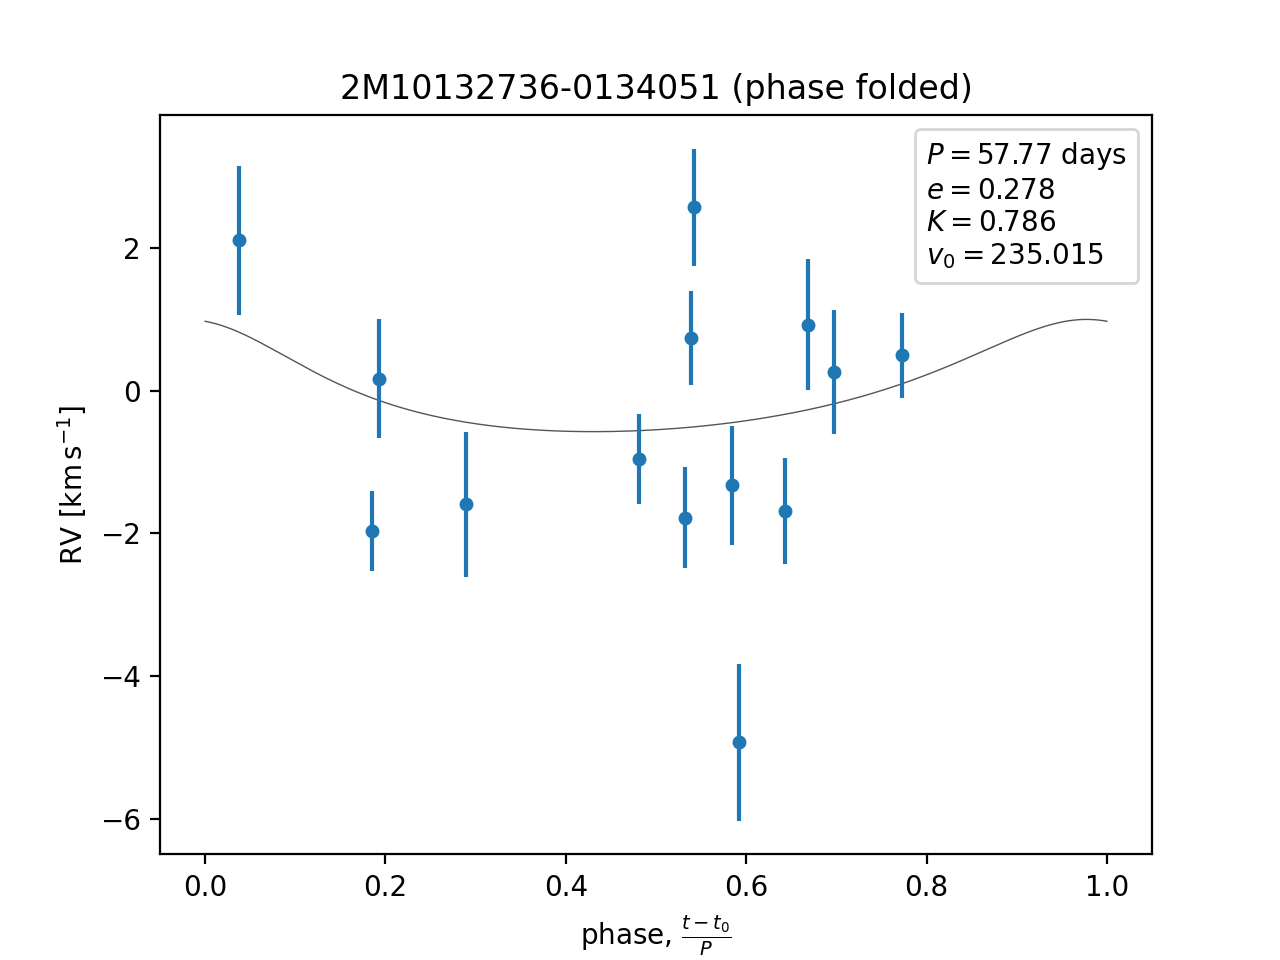 2M10132736-0134051 (phase folded)
P = 57.77 days
e = 0.278
K = 0.786
v₀ = 235.015
RV [km s⁻¹]
2
0
−2
−4
−6
0.0 0.2 0.4 0.6 0.8 1.0
phase, (t − t₀)/P